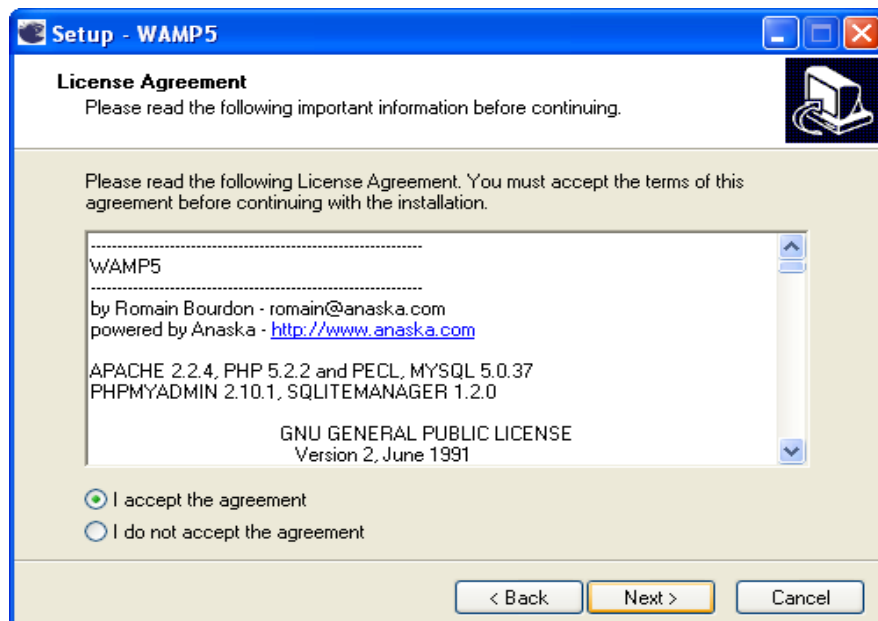 Setup - WAMP5
License Agreement
Please read the following important information before continuing.
Please read the following License Agreement. You must accept the terms of this
agreement before continuing with the installation.
----------------------------------------------------------------
WAMP5
----------------------------------------------------------------
by Romain Bourdon - romain@anaska.com
powered by Anaska - http://www.anaska.com
APACHE 2.2.4, PHP 5.2.2 and PECL, MYSQL 5.0.37
PHPMYADMIN 2.10.1, SQLITEMANAGER 1.2.0
GNU GENERAL PUBLIC LICENSE
Version 2, June 1991
I accept the agreement
I do not accept the agreement
< Back
Next >
Cancel